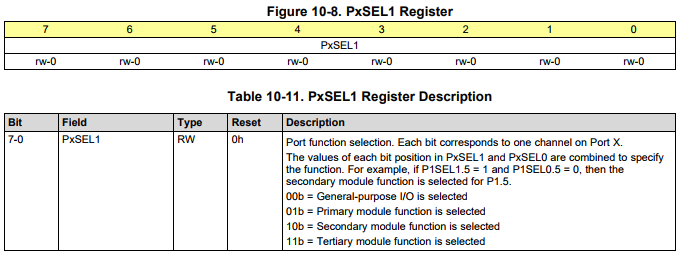 Figure 10-8. PxSEL1 Register
7 6 5 4 3 2 1 0
PxSEL1
rw-0 rw-0 rw-0 rw-0 rw-0 rw-0 rw-0 rw-0
Table 10-11. PxSEL1 Register Description
Bit Field Type Reset Description
7-0 PxSEL1 RW 0h Port function selection. Each bit corresponds to one channel on Port X.
The values of each bit position in PxSEL1 and PxSEL0 are combined to specify
the function. For example, if P1SEL1.5 = 1 and P1SEL0.5 = 0, then the
secondary module function is selected for P1.5.
00b = General-purpose I/O is selected
01b = Primary module function is selected
10b = Secondary module function is selected
11b = Tertiary module function is selected